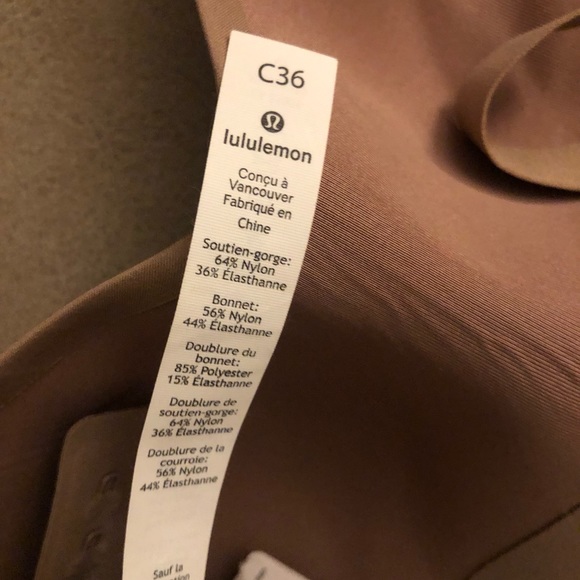 C36
lululemon
Conçu à
Vancouver
Fabriqué en
Chine
Soutien-gorge:
64% Nylon
36% Élasthanne
Bonnet:
56% Nylon
44% Élasthanne
Doublure du
bonnet:
85% Polyester
15% Élasthanne
Doublure de
soutien-gorge:
64% Nylon
36% Élasthanne
Doublure de la
courroie:
56% Nylon
44% Élasthanne
Sauf la